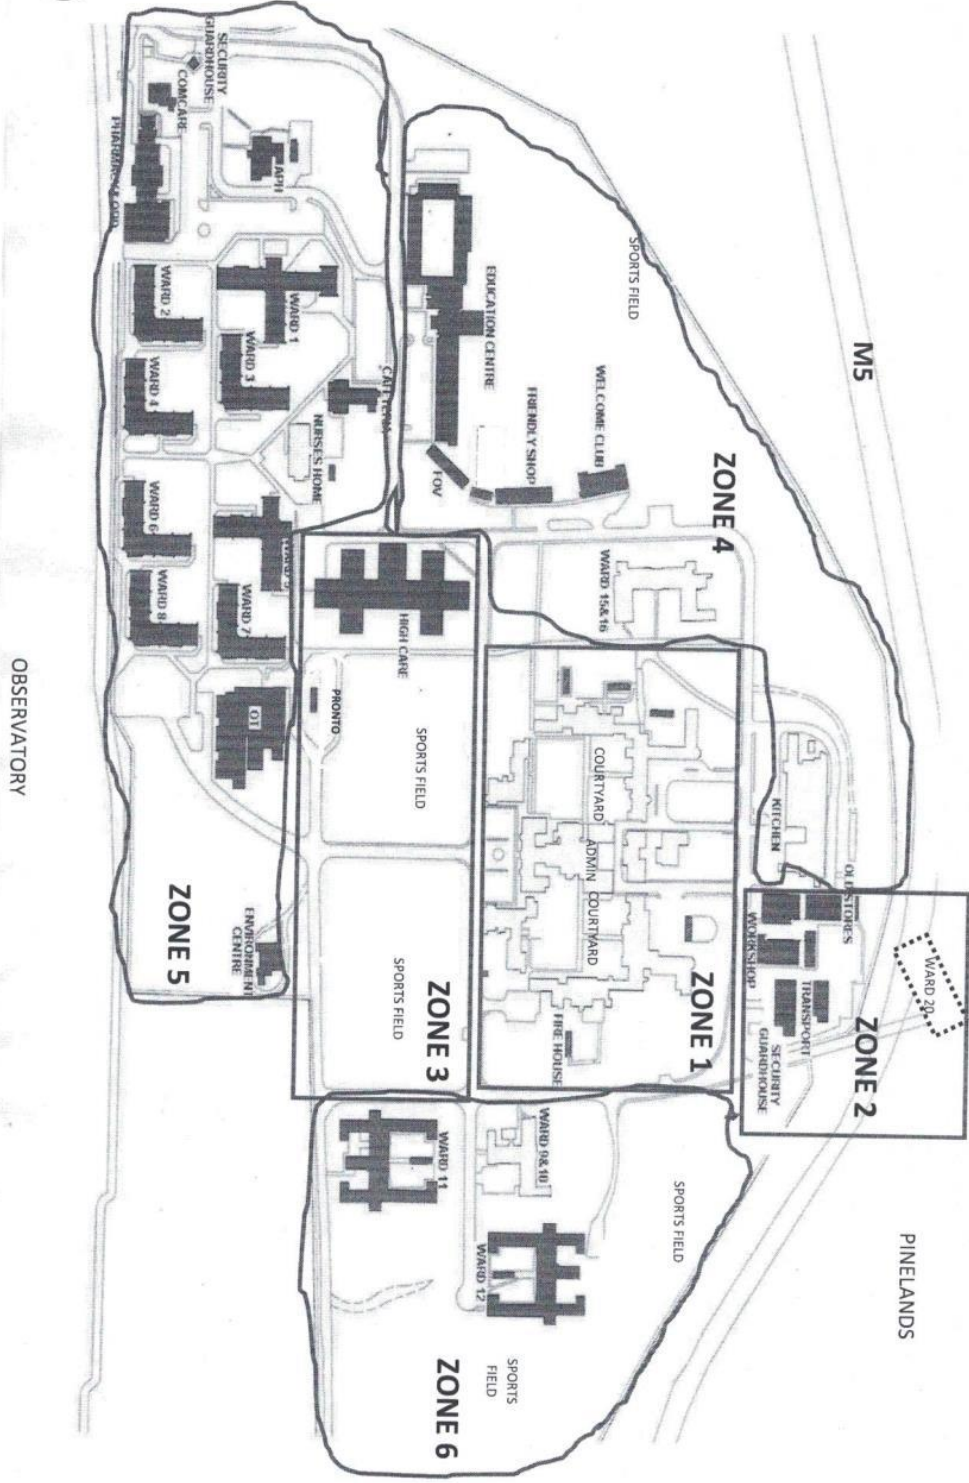 SECURITY
GUARDHOUSE
COMCARE
APH
WARD 1
WARD 2
WARD 3
WARD 4
CAFETERIA
NURSES HOME
WARD 6
WARD 7
WARD 8
OT
ENVIRONMENT
CENTRE
ZONE 5
OBSERVATORY
SPORTS FIELD
EDUCATION CENTRE
WELCOME CLUB
FRIENDLY SHOP
FOV
M5
ZONE 4
WARD 15&16
HIGH CARE
PRONTO
SPORTS FIELD
SPORTS FIELD
ZONE 3
COURTYARD
ADMIN
COURTYARD
FIRE HOUSE
ZONE 1
KITCHEN
OLD STORES
WORKSHOP
TRANSPORT
SECURITY
GUARDHOUSE
WARD 20
ZONE 2
PINELANDS
WARD 11
WARD 9&10
WARD 12
SPORTS FIELD
SPORTS
FIELD
ZONE 6